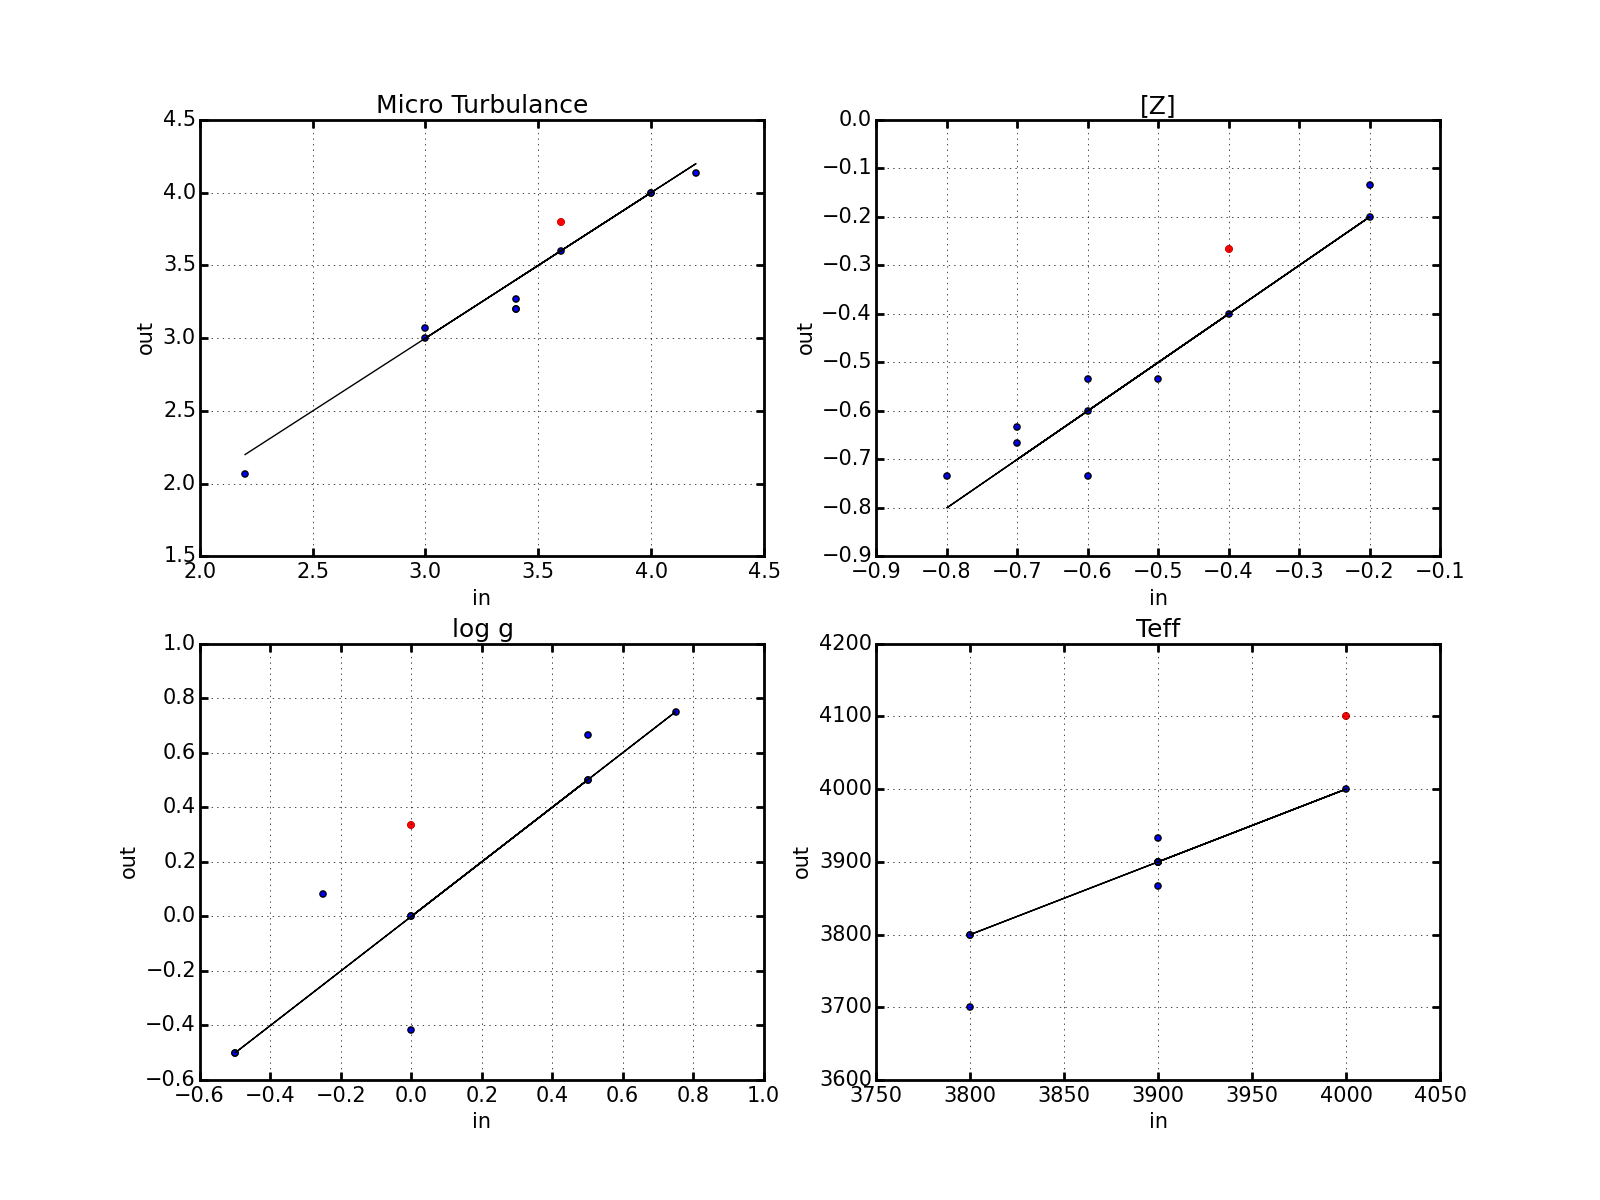 Micro Turbulance
4.5
4.0
3.5
3.0
2.5
2.0
1.5
out
2.0 2.5 3.0 3.5 4.0 4.5
in
[Z]
0.0
−0.1
−0.2
−0.3
−0.4
−0.5
−0.6
−0.7
−0.8
−0.9
out
−0.9 −0.8 −0.7 −0.6 −0.5 −0.4 −0.3 −0.2 −0.1
in
log g
1.0
0.8
0.6
0.4
0.2
0.0
−0.2
−0.4
−0.6
out
−0.6 −0.4 −0.2 0.0 0.2 0.4 0.6 0.8 1.0
in
Teff
4200
4100
4000
3900
3800
3700
3600
out
3750 3800 3850 3900 3950 4000 4050
in